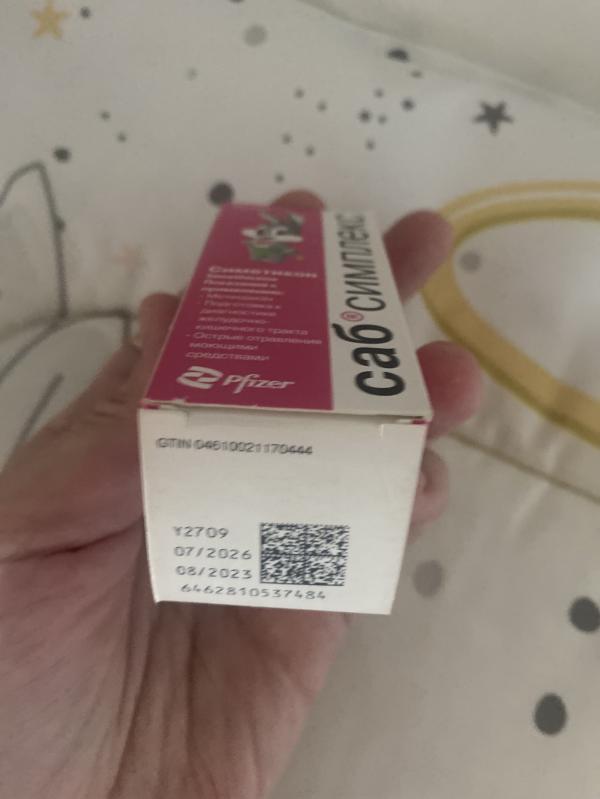 Симетикон
Показания к
применению:
- Метеоризм
- Подготовка к
диагностике
желудочно-
кишечного тракта
- Острые отравления
моющими
средствами
Pfizer
саб® симплекс
GTIN 04610021170444
Y2709
07/2026
08/2023
6462810537484